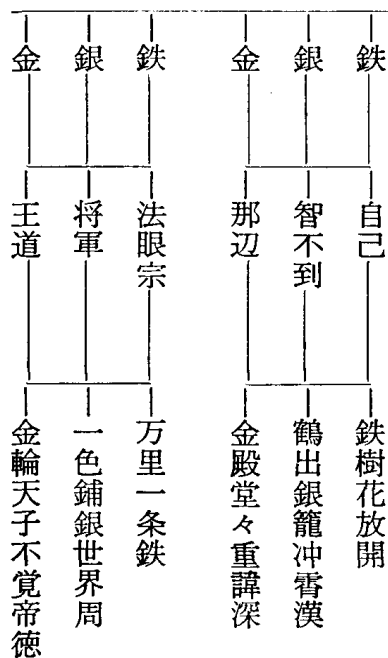 鉄
自己
鉄樹花放開
銀
智不到
鶴出銀籠冲霄漢
金
那辺
金殿堂々重諱深
鉄
法眼宗
万里一条鉄
銀
将軍
一色鋪銀世界周
金
王道
金輪天子不覚帝徳